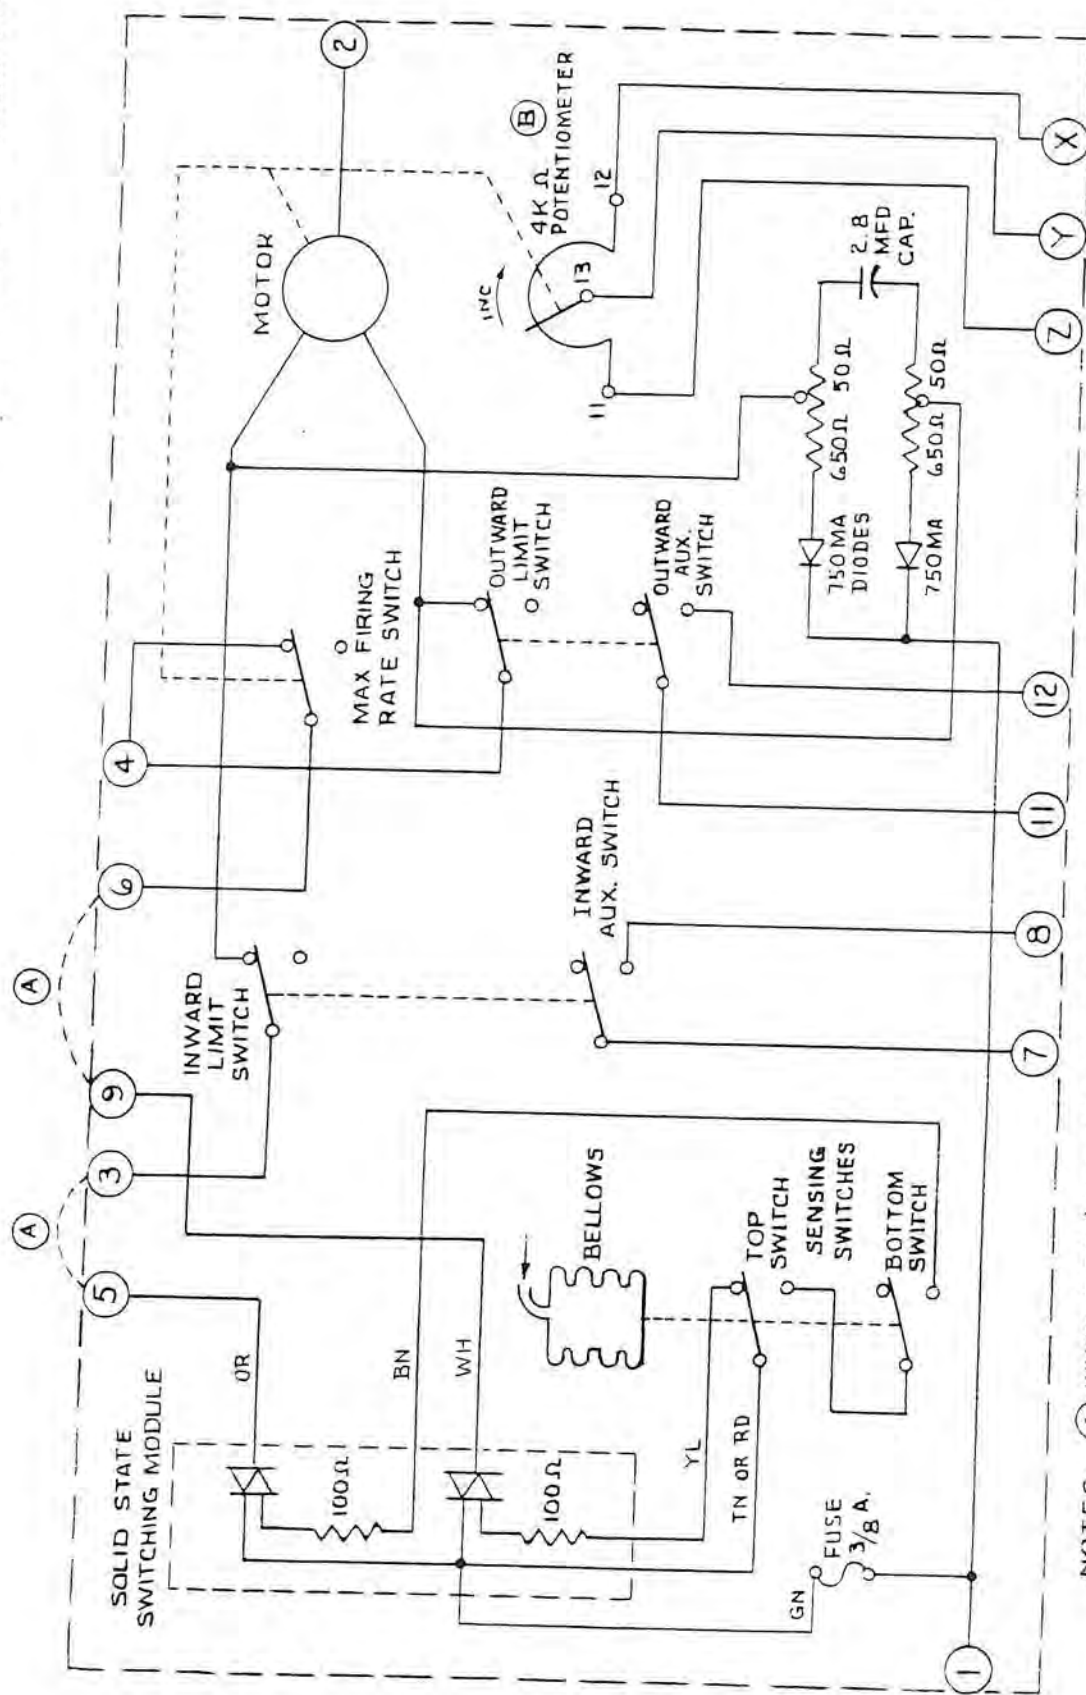 2
MOTOR
B
4K Ω
POTENTIOMETER
INC
13
12
11
4
6
A
MAX FIRING
RATE SWITCH
OUTWARD
LIMIT
SWITCH
OUTWARD
AUX.
SWITCH
2.8
MFD
CAP.
650Ω 50Ω
650Ω 50Ω
750MA
DIODES
750MA
X
Y
Z
12
11
8
7
9
3
A
5
INWARD
LIMIT
SWITCH
INWARD
AUX. SWITCH
SOLID STATE
SWITCHING MODULE
OR
BN
WH
100Ω
100Ω
YL
TN OR RD
BELLOWS
TOP
SWITCH
SENSING
SWITCHES
BOTTOM
SWITCH
GN
FUSE
3/8 A.
1